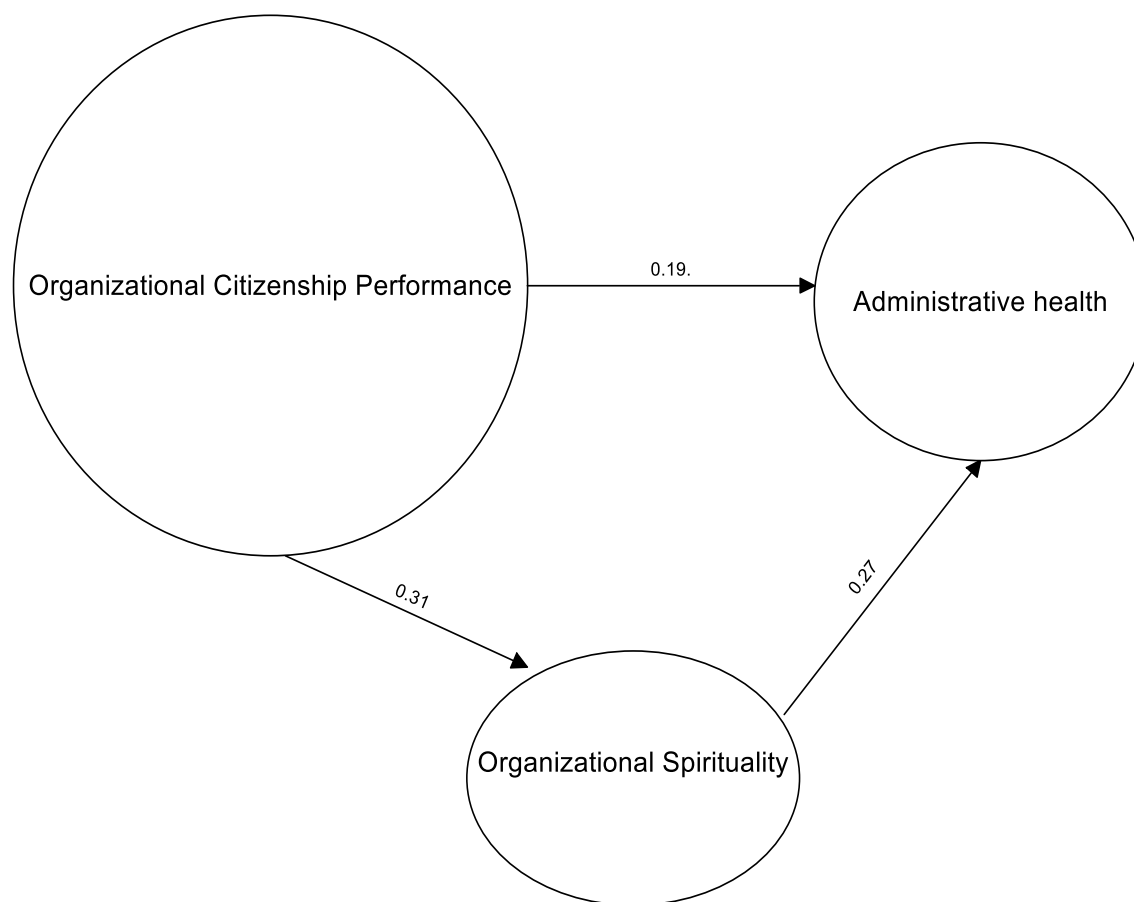 0.19.
Organizational Citizenship Performance
Administrative health
0.31
0.27
Organizational Spirituality